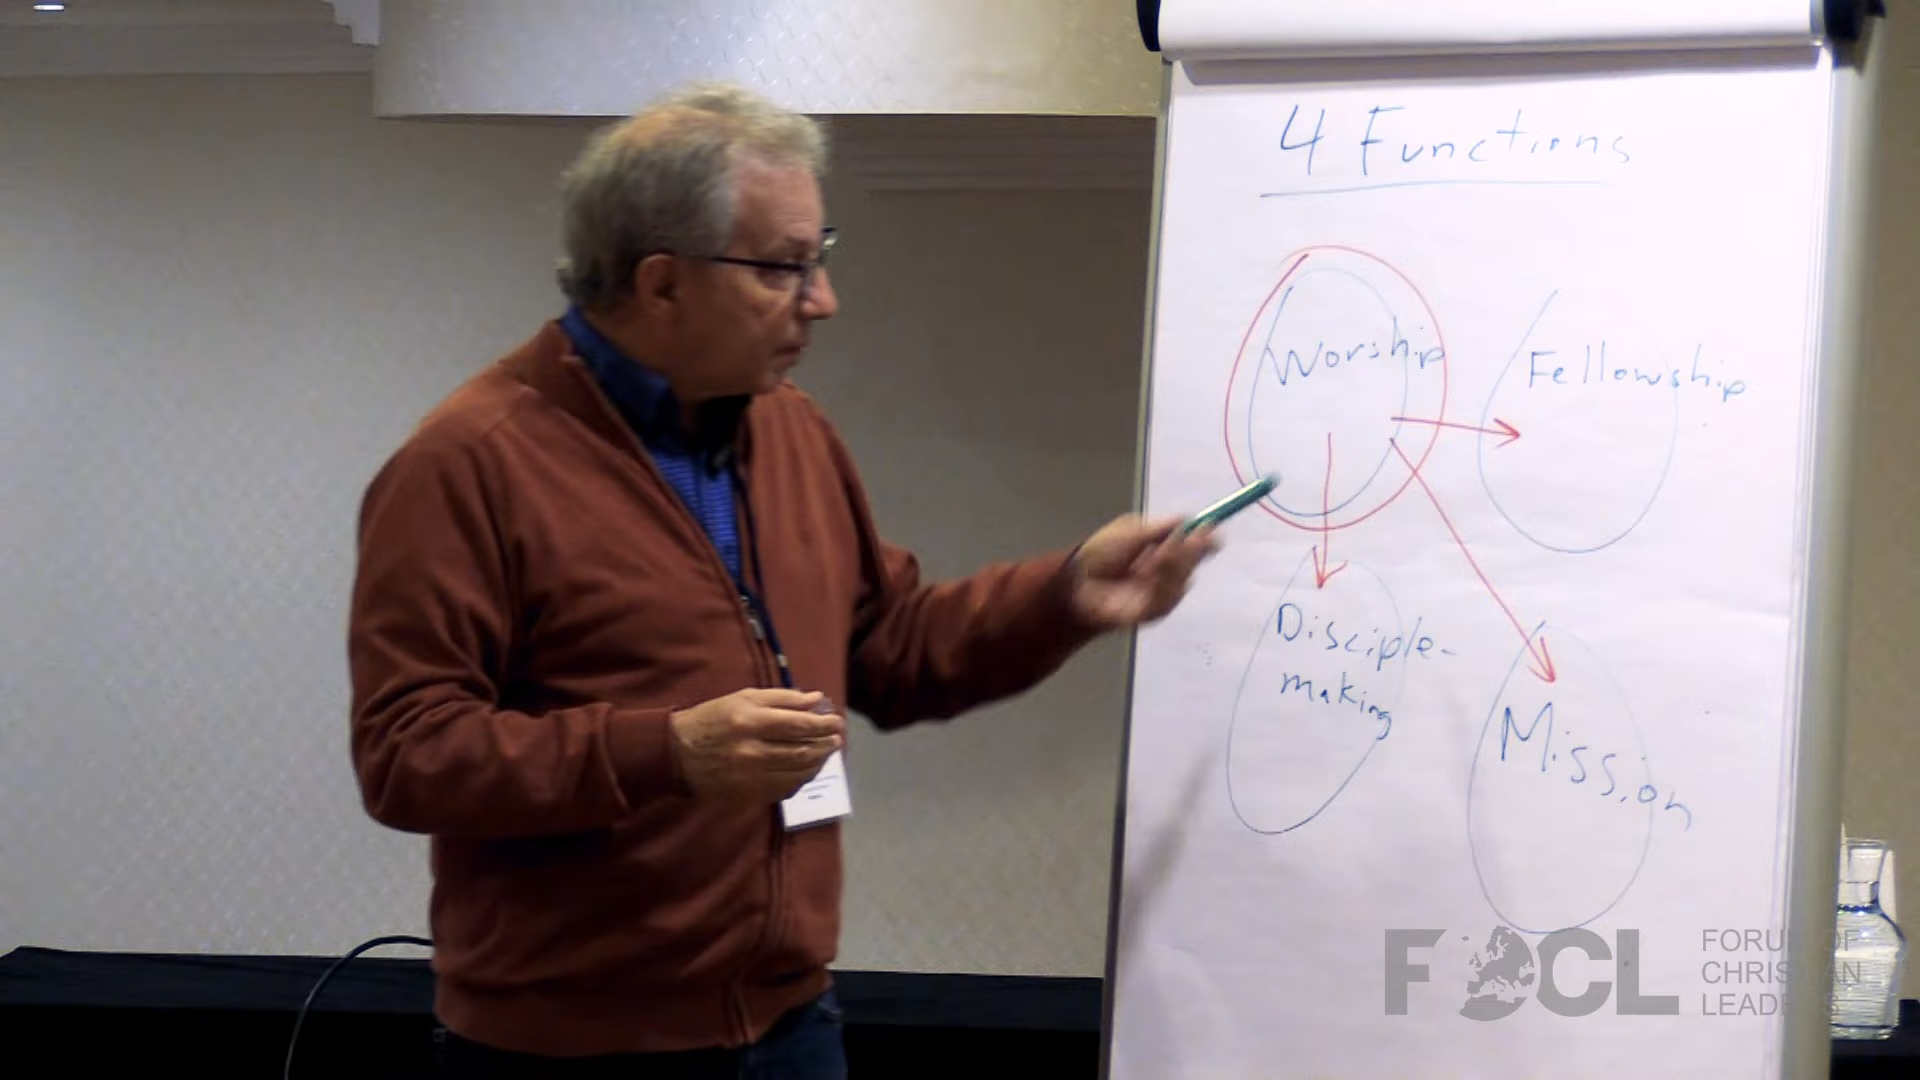 4 Functions
Worship
Fellowship
Disciple-
making
Mission
FOCL
FORUM OF
CHRISTIAN
LEADERS